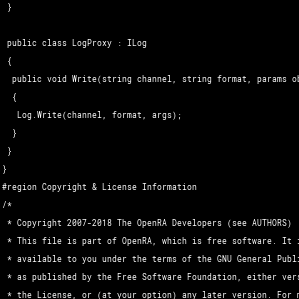 }
public class LogProxy : ILog
{
public void Write(string channel, string format, params
{
Log.Write(channel, format, args);
}
}
}
#region Copyright & License Information
/*
* Copyright 2007-2018 The OpenRA Developers (see AUTHORS)
* This file is part of OpenRA, which is free software. It
* available to you under the terms of the GNU General
* as published by the Free Software Foundation, either
* the License, or (at your option) any later version. For